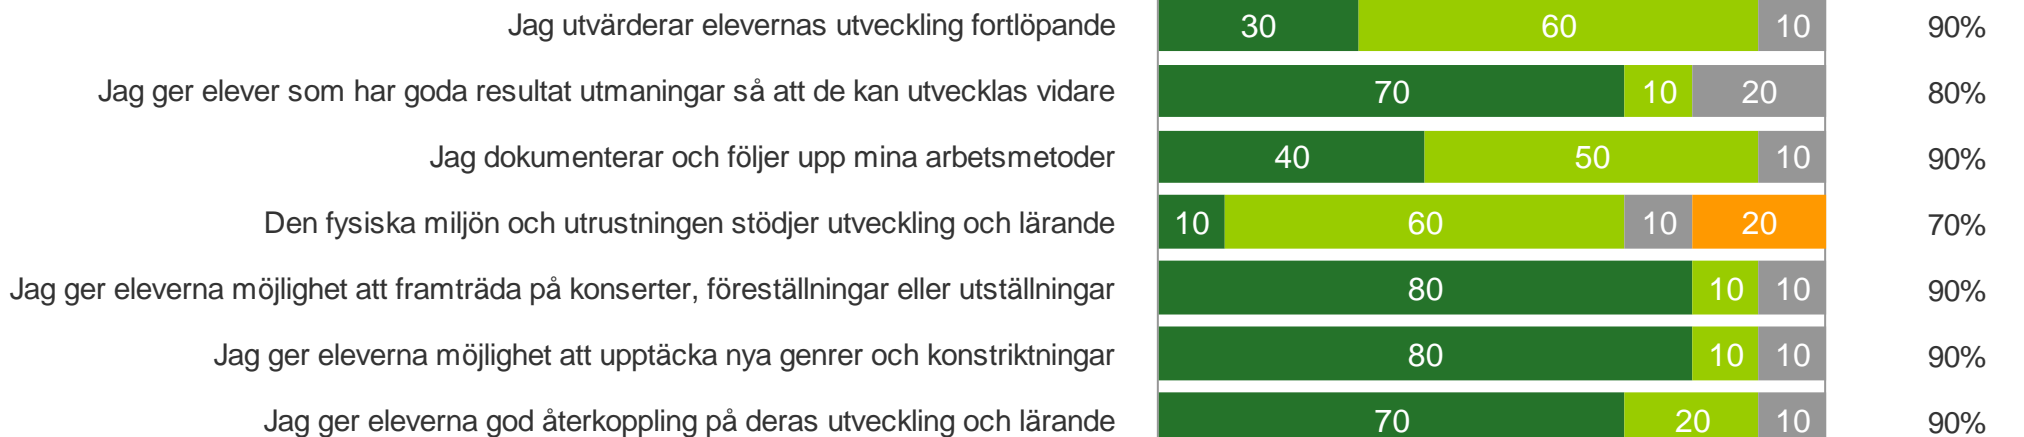 Jag utvärderar elevernas utveckling fortlöpande 30 60 10 90%
Jag ger elever som har goda resultat utmaningar så att de kan utvecklas vidare 70 10 20 80%
Jag dokumenterar och följer upp mina arbetsmetoder 40 50 10 90%
Den fysiska miljön och utrustningen stödjer utveckling och lärande 10 60 10 20 70%
Jag ger eleverna möjlighet att framträda på konserter, föreställningar eller utställningar 80 10 10 90%
Jag ger eleverna möjlighet att upptäcka nya genrer och konstriktningar 80 10 10 90%
Jag ger eleverna god återkoppling på deras utveckling och lärande 70 20 10 90%